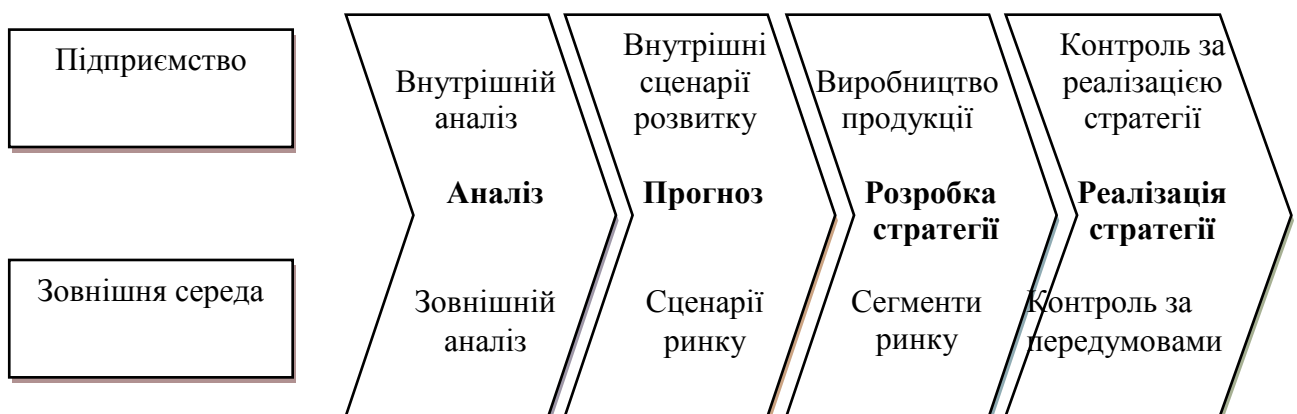 Підприємство
Внутрішній
аналіз
Внутрішні
сценарії
розвитку
Виробництво
продукції
Контроль за
реалізацією
стратегії
Аналіз
Прогноз
Розробка
стратегії
Реалізація
стратегії
Зовнішня середа
Зовнішній
аналіз
Сценарії
ринку
Сегменти
ринку
Контроль за
передумовами